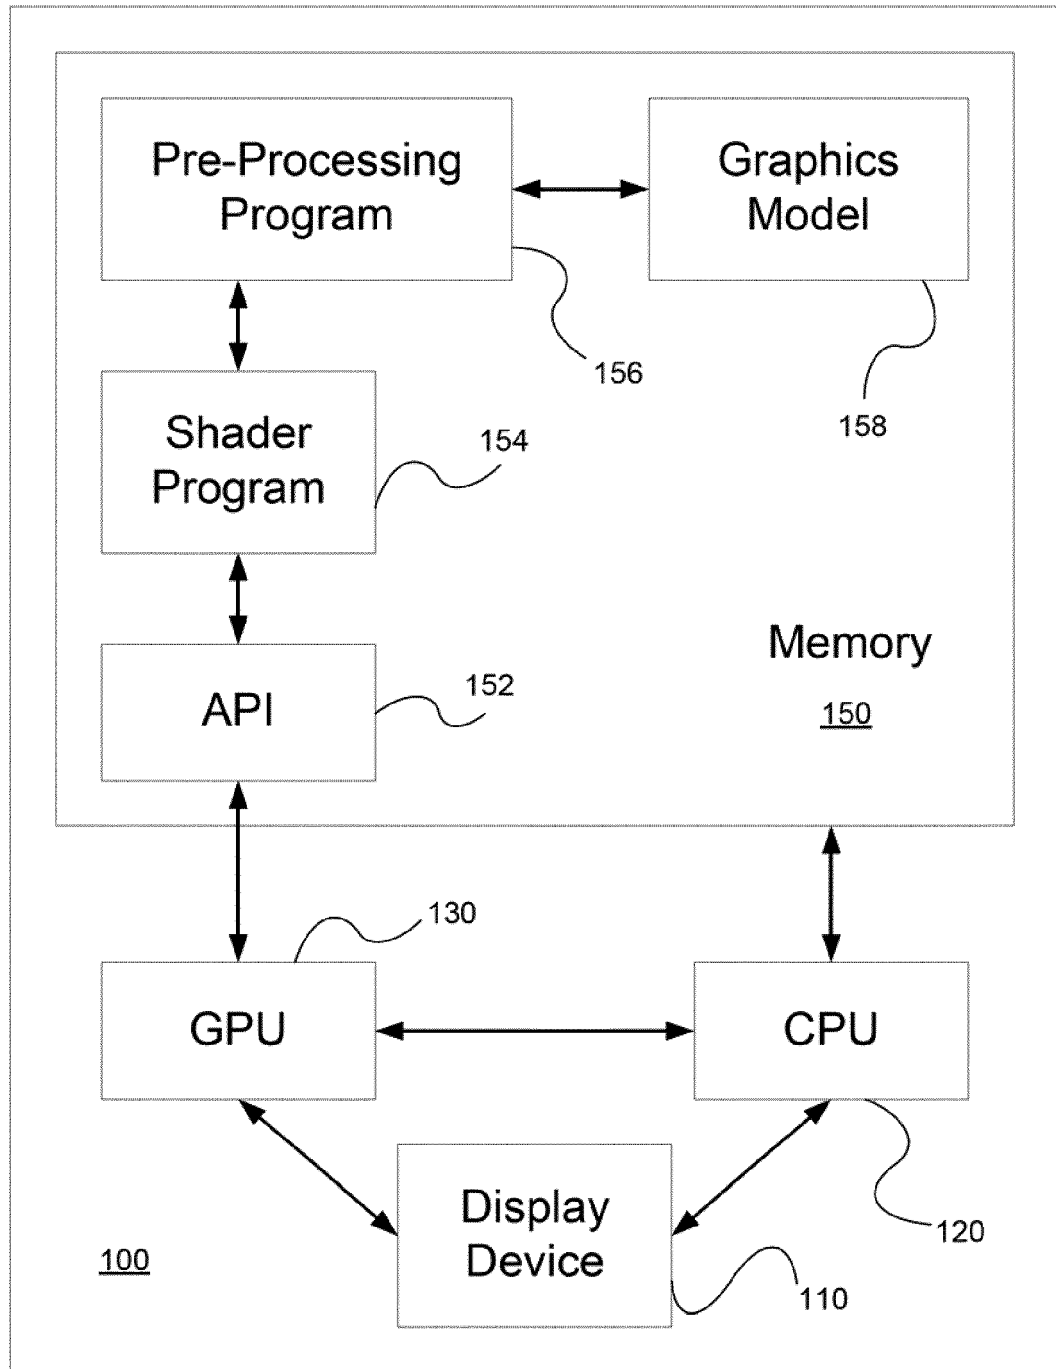 Pre-Processing
Program
Graphics
Model
156
158
Shader
Program
154
Memory
150
API
152
130
GPU
CPU
120
Display
Device
110
100